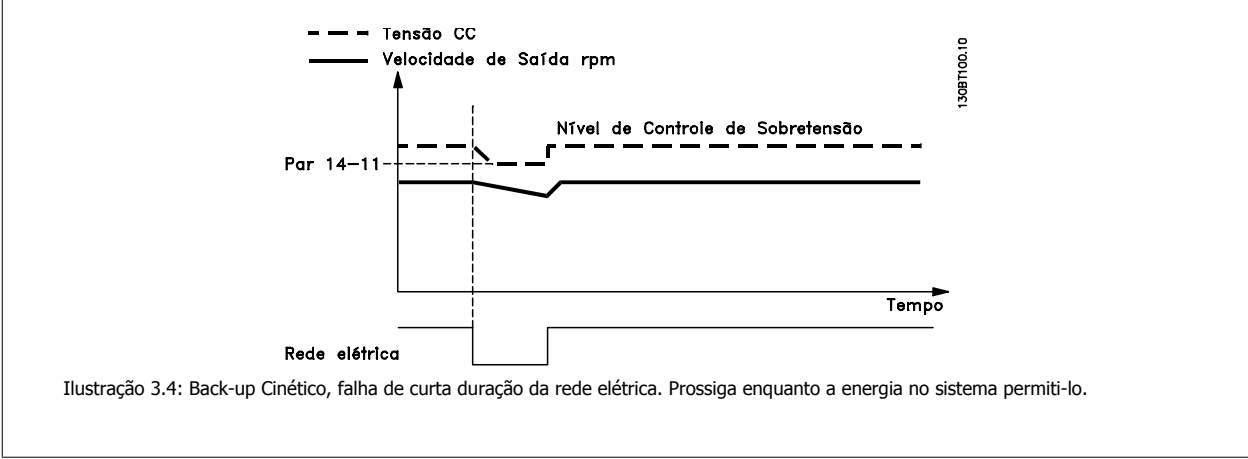 Tensão CC
Velocidade de Saída rpm
130BT100.10
Nível de Controle de Sobretensão
Par 14-11
Tempo
Rede elétrica
Ilustração 3.4: Back-up Cinético, falha de curta duração da rede elétrica. Prossiga enquanto a energia no sistema permiti-lo.